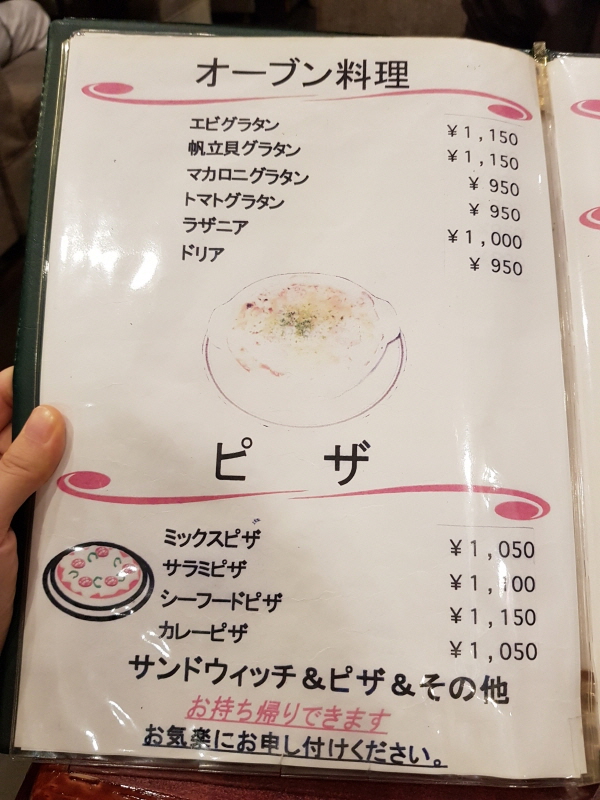 オーブン料理
エビグラタン ¥1,150
帆立貝グラタン ¥1,150
マカロニグラタン ¥ 950
トマトグラタン ¥ 950
ラザニア ¥1,000
ドリア ¥ 950
ピザ
ミックスピザ ¥1,050
サラミピザ ¥1,100
シーフードピザ ¥1,150
カレーピザ ¥1,050
サンドウィッチ&ピザ&その他
お持ち帰りできます
お気楽にお申し付けください。